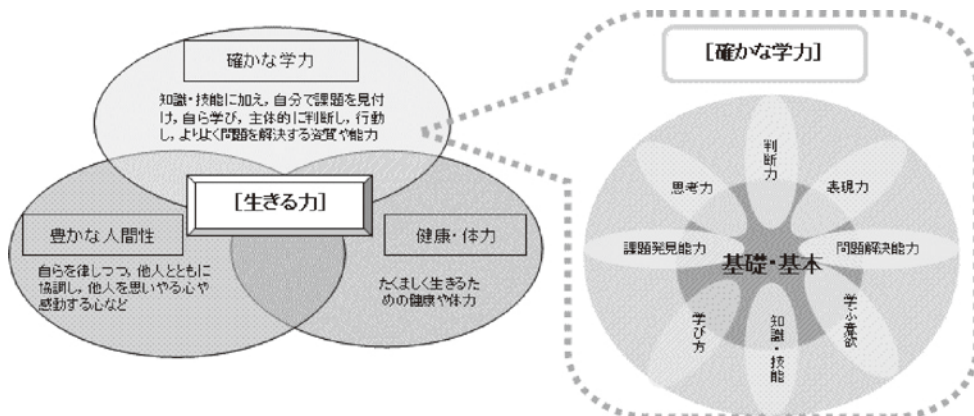 確かな学力
知識・技能に加え，自分で課題を見付
け，自ら学び，主体的に判断し，行動
し，よりよく問題を解決する資質や能力
[生きる力]
豊かな人間性
自らを律しつつ，他人とともに
協調し，他人を思いやる心や
感動する心など
健康・体力
たくましく生きるた
めの健康や体力
[確かな学力]
判断力
思考力
表現力
課題発見能力
問題解決能力
基礎・基本
学び方
知識・技能
学ぶ意欲